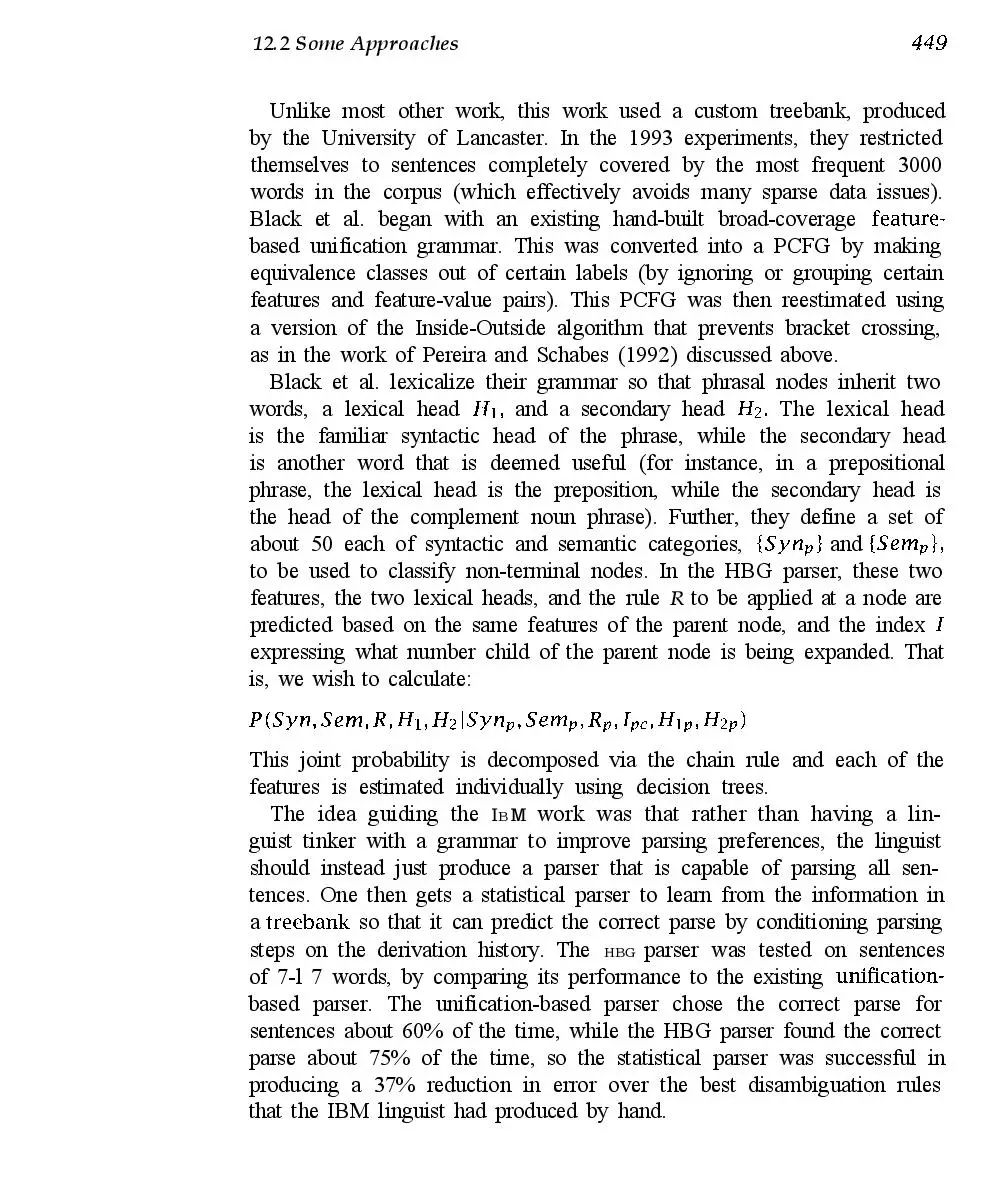 12.2 Some Approaches 449
Unlike most other work, this work used a custom treebank, produced
by the University of Lancaster. In the 1993 experiments, they restricted
themselves to sentences completely covered by the most frequent 3000
words in the corpus (which effectively avoids many sparse data issues).
Black et al. began with an existing hand-built broad-coverage feature-
based unification grammar. This was converted into a PCFG by making
equivalence classes out of certain labels (by ignoring or grouping certain
features and feature-value pairs). This PCFG was then reestimated using
a version of the Inside-Outside algorithm that prevents bracket crossing,
as in the work of Pereira and Schabes (1992) discussed above.
Black et al. lexicalize their grammar so that phrasal nodes inherit two
words, a lexical head H₁, and a secondary head H₂. The lexical head
is the familiar syntactic head of the phrase, while the secondary head
is another word that is deemed useful (for instance, in a prepositional
phrase, the lexical head is the preposition, while the secondary head is
the head of the complement noun phrase). Further, they define a set of
about 50 each of syntactic and semantic categories, {Synₚ} and {Semₚ},
to be used to classify non-terminal nodes. In the HBG parser, these two
features, the two lexical heads, and the rule R to be applied at a node are
predicted based on the same features of the parent node, and the index I
expressing what number child of the parent node is being expanded. That
is, we wish to calculate:
P(Syn, Sem, R, H₁, H₂|Synₚ, Semₚ, Rₚ, I_pc, H₁ₚ, H₂ₚ)
This joint probability is decomposed via the chain rule and each of the
features is estimated individually using decision trees.
The idea guiding the IBM work was that rather than having a lin-
guist tinker with a grammar to improve parsing preferences, the linguist
should instead just produce a parser that is capable of parsing all sen-
tences. One then gets a statistical parser to learn from the information in
a treebank so that it can predict the correct parse by conditioning parsing
steps on the derivation history. The HBG parser was tested on sentences
of 7-l 7 words, by comparing its performance to the existing unification-
based parser. The unification-based parser chose the correct parse for
sentences about 60% of the time, while the HBG parser found the correct
parse about 75% of the time, so the statistical parser was successful in
producing a 37% reduction in error over the best disambiguation rules
that the IBM linguist had produced by hand.